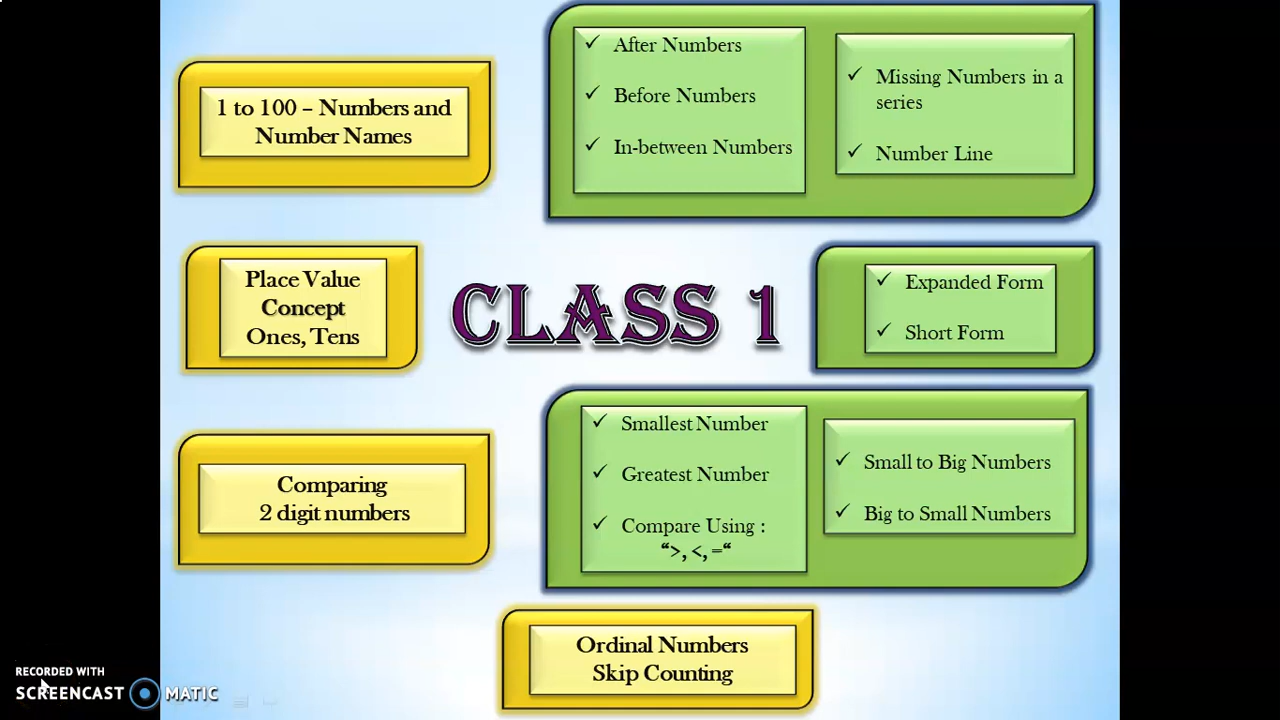 1 to 100 – Numbers and
Number Names
✓ After Numbers
✓ Before Numbers
✓ In-between Numbers
✓ Missing Numbers in a
series
✓ Number Line
Place Value
Concept
Ones, Tens
CLASS 1
✓ Expanded Form
✓ Short Form
Comparing
2 digit numbers
✓ Smallest Number
✓ Greatest Number
✓ Compare Using :
“>, <, =“
✓ Small to Big Numbers
✓ Big to Small Numbers
Ordinal Numbers
Skip Counting
RECORDED WITH
SCREENCAST MATIC